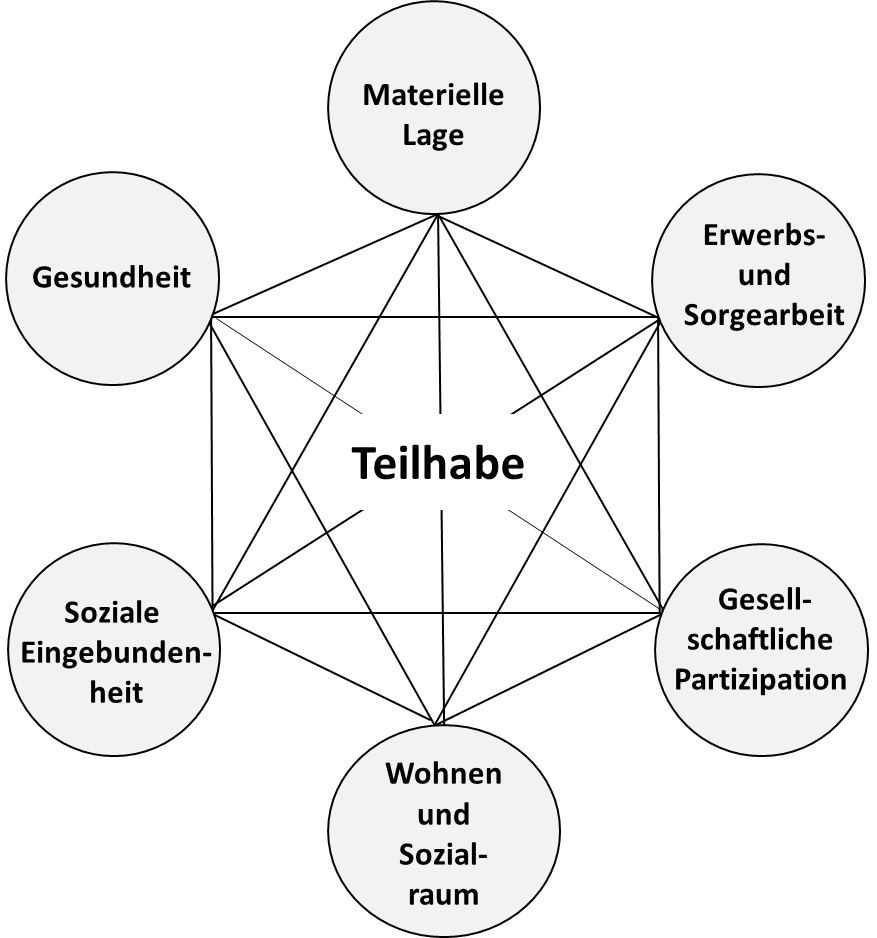 Materielle
Lage
Erwerbs-
und
Sorgearbeit
Gesundheit
Teilhabe
Gesell-
schaftliche
Partizipation
Soziale
Eingebunden-
heit
Wohnen
und
Sozial-
raum